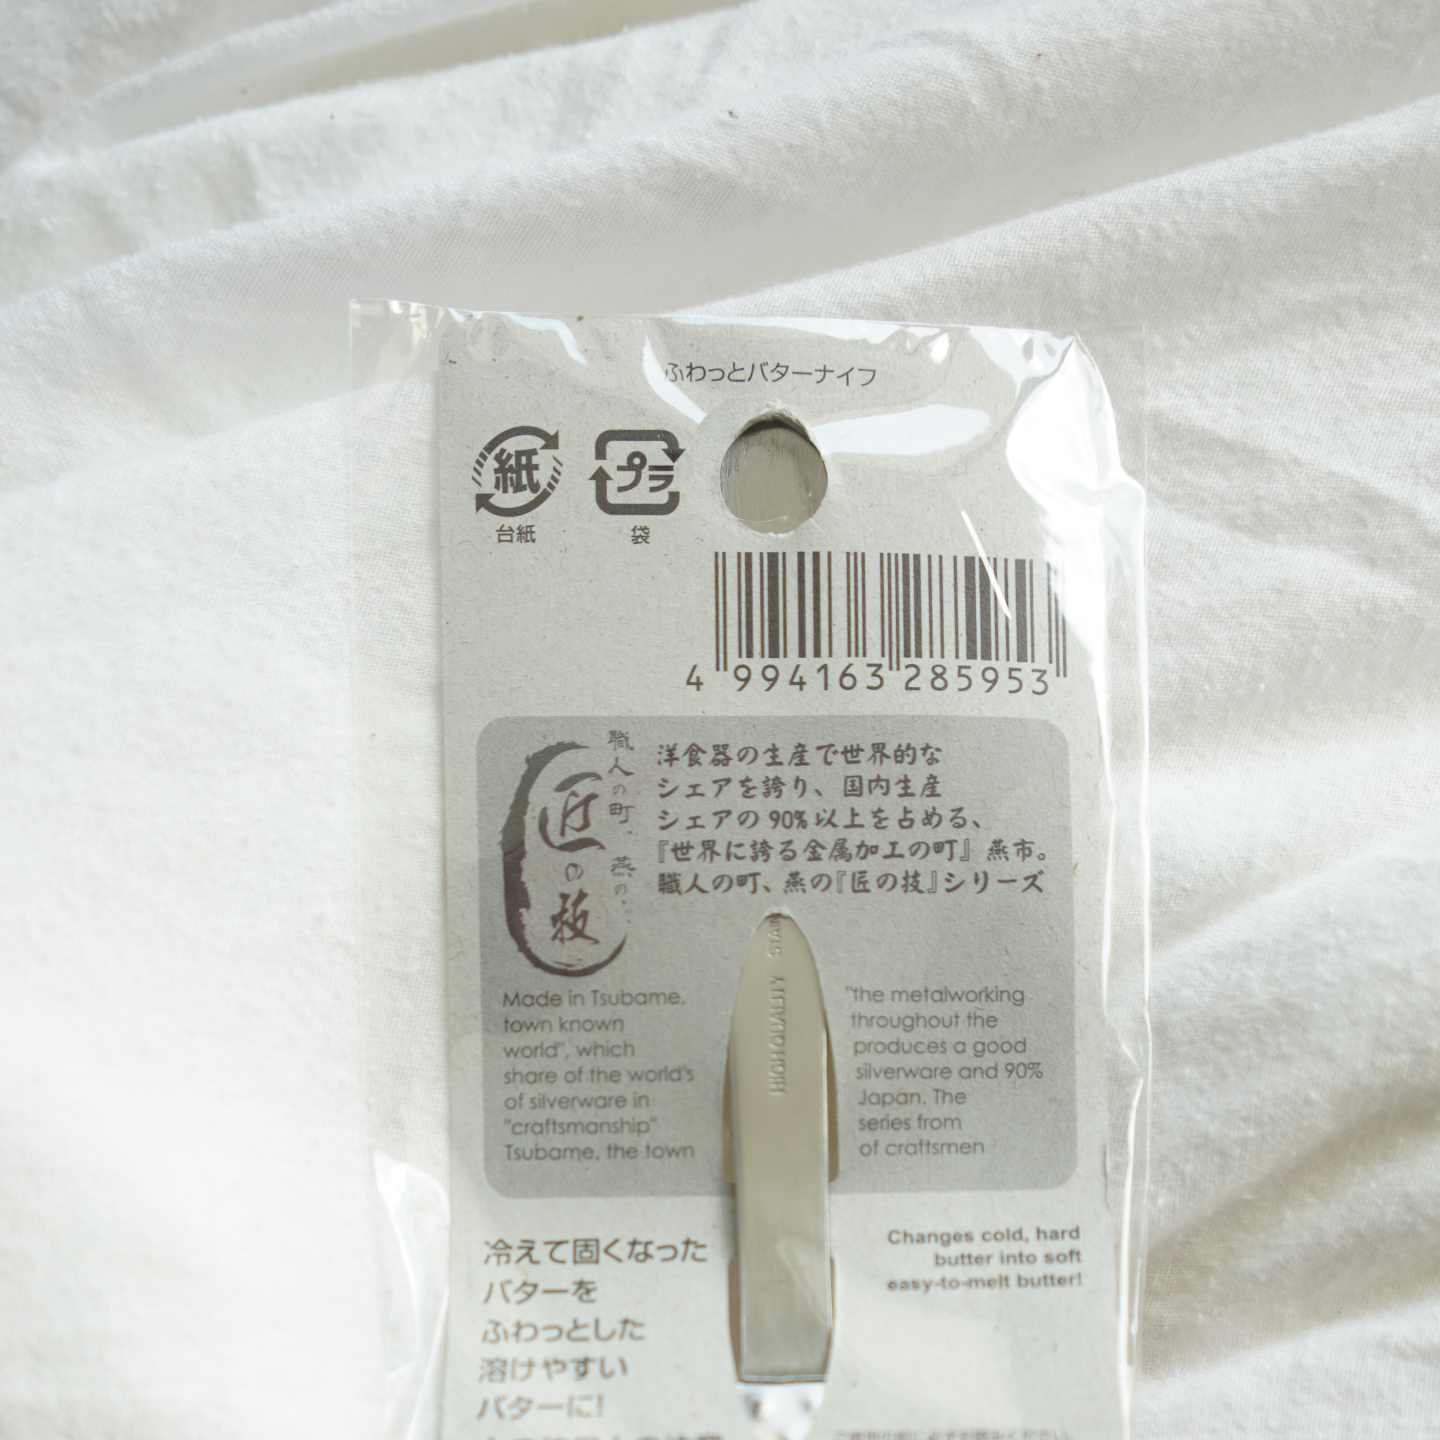 ふわっとバターナイフ
紙
プラ
台紙
袋
4 994163 285953
職人の町、燕の、
匠の技
洋食器の生産で世界的な
シェアを誇り、国内生産
シェアの90%以上を占める、
『世界に誇る金属加工の町』燕市。
職人の町、燕の『匠の技』シリーズ
Made in Tsubame, "the metalworking
town known throughout the
world", which produces a good
share of the world's silverware and 90%
of silverware in Japan. The
"craftsmanship" series from
Tsubame, the town of craftsmen
HIGH QUALITY STAIN
冷えて固くなった
バターを
ふわっとした
溶けやすい
バターに!
Changes cold, hard
butter into soft
easy-to-melt butter!